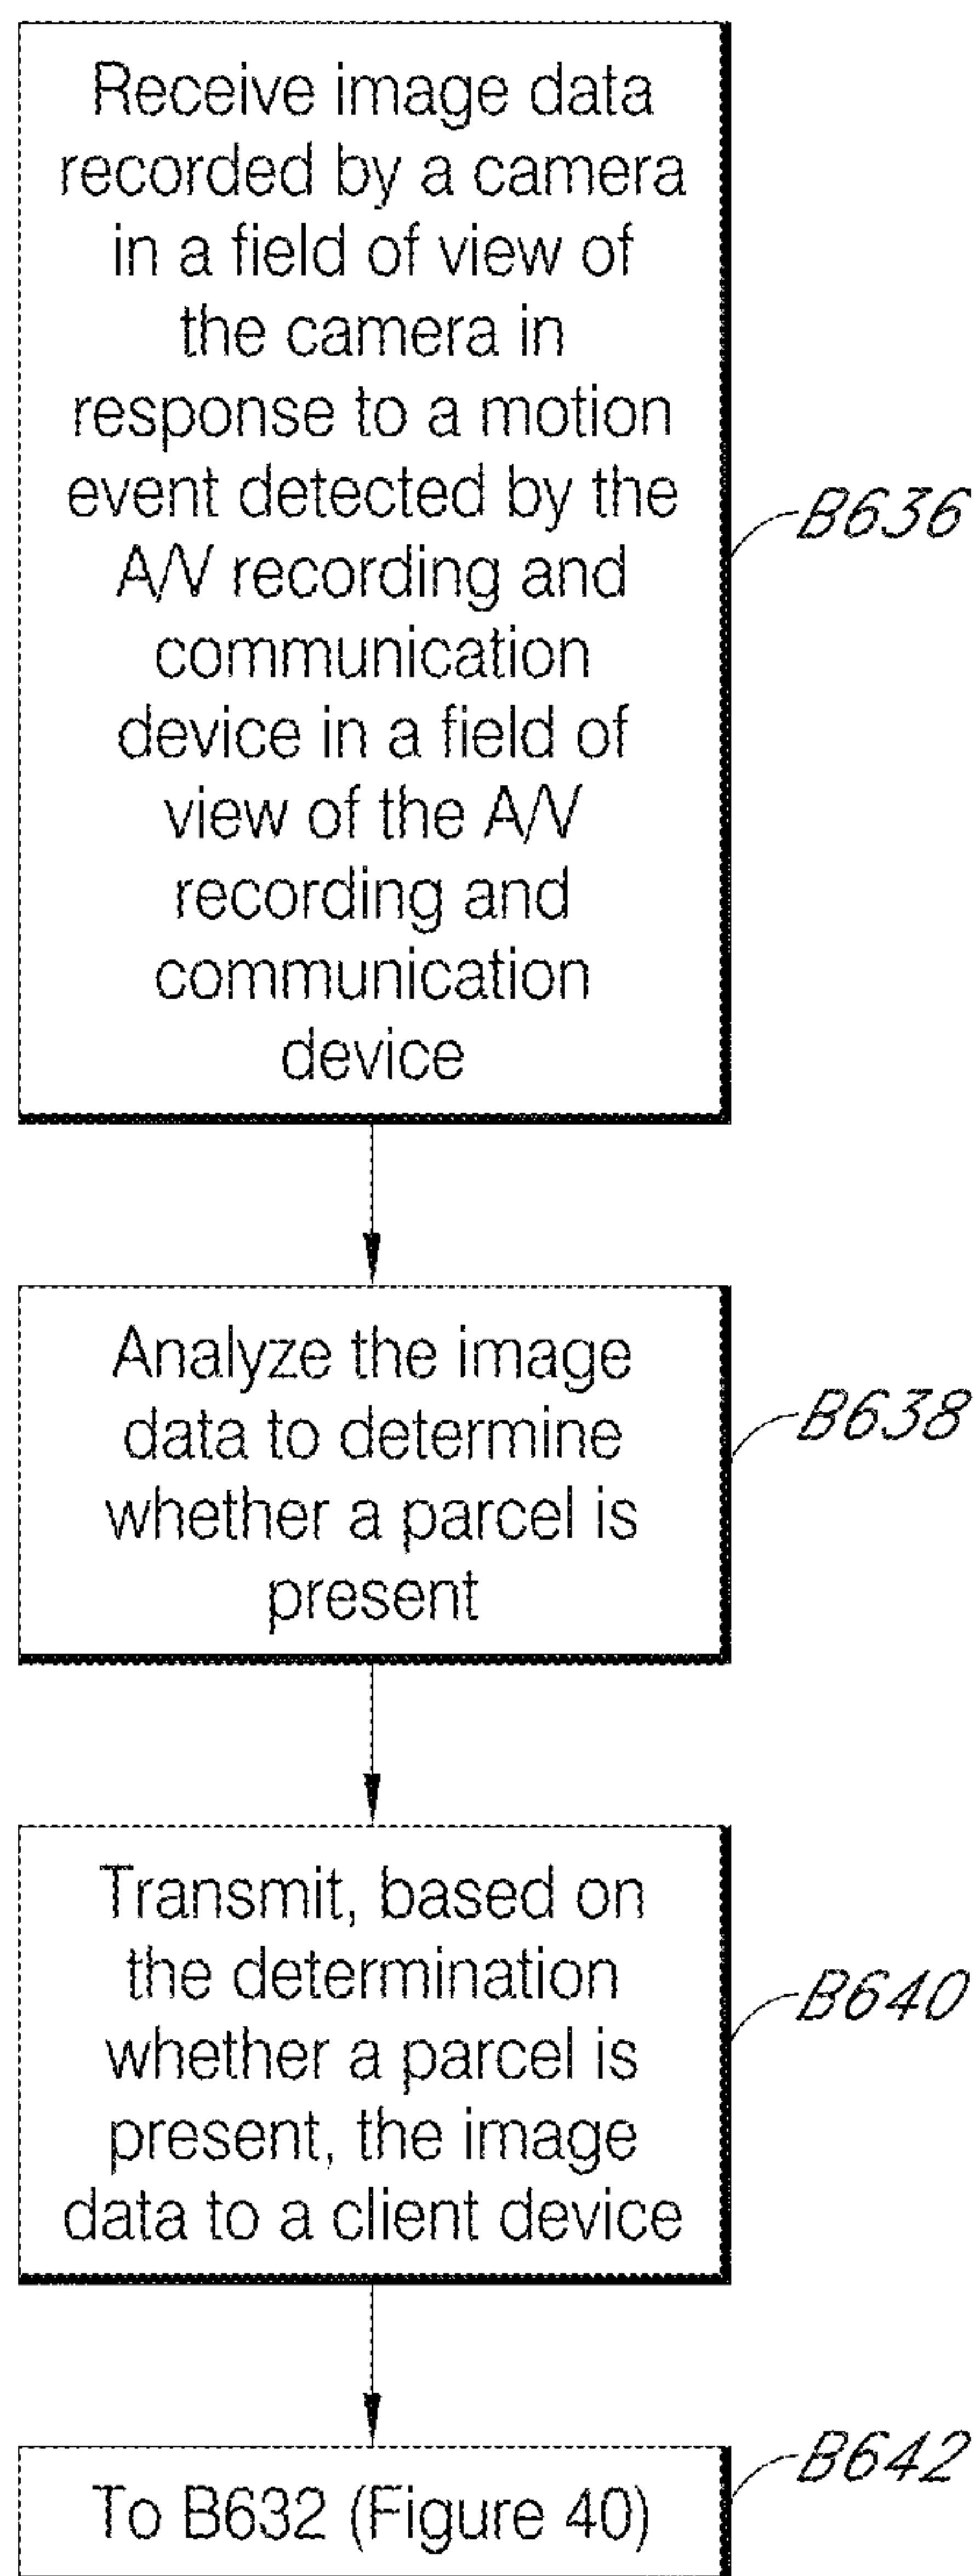 Receive image data
recorded by a camera
in a field of view of
the camera in
response to a motion
event detected by the
A/V recording and
communication
device in a field of
view of the A/V
recording and
communication
device
B636
Analyze the image
data to determine
whether a parcel is
present
B638
Transmit, based on
the determination
whether a parcel is
present, the image
data to a client device
B640
To B632 (Figure 40)
B642